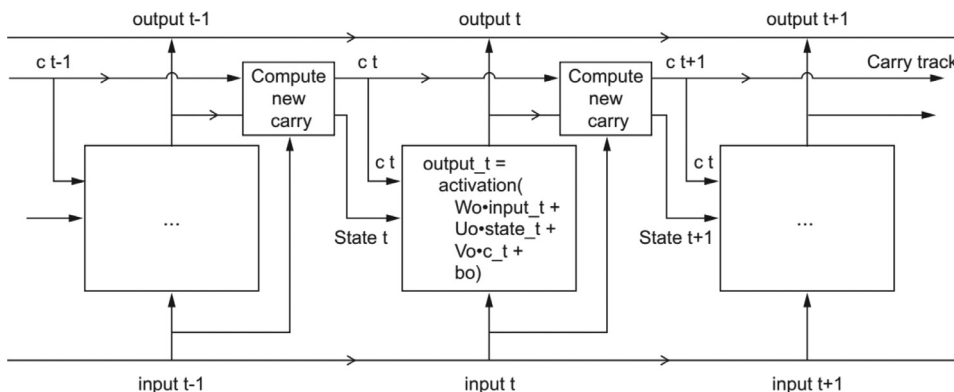 output t-1
output t
output t+1
c t-1
Compute
new
carry
c t
Compute
new
carry
c t+1
Carry track
...
c t
output_t =
activation(
Wo•input_t +
Uo•state_t +
Vo•c_t +
bo)
c t
...
State t
State t+1
input t-1
input t
input t+1